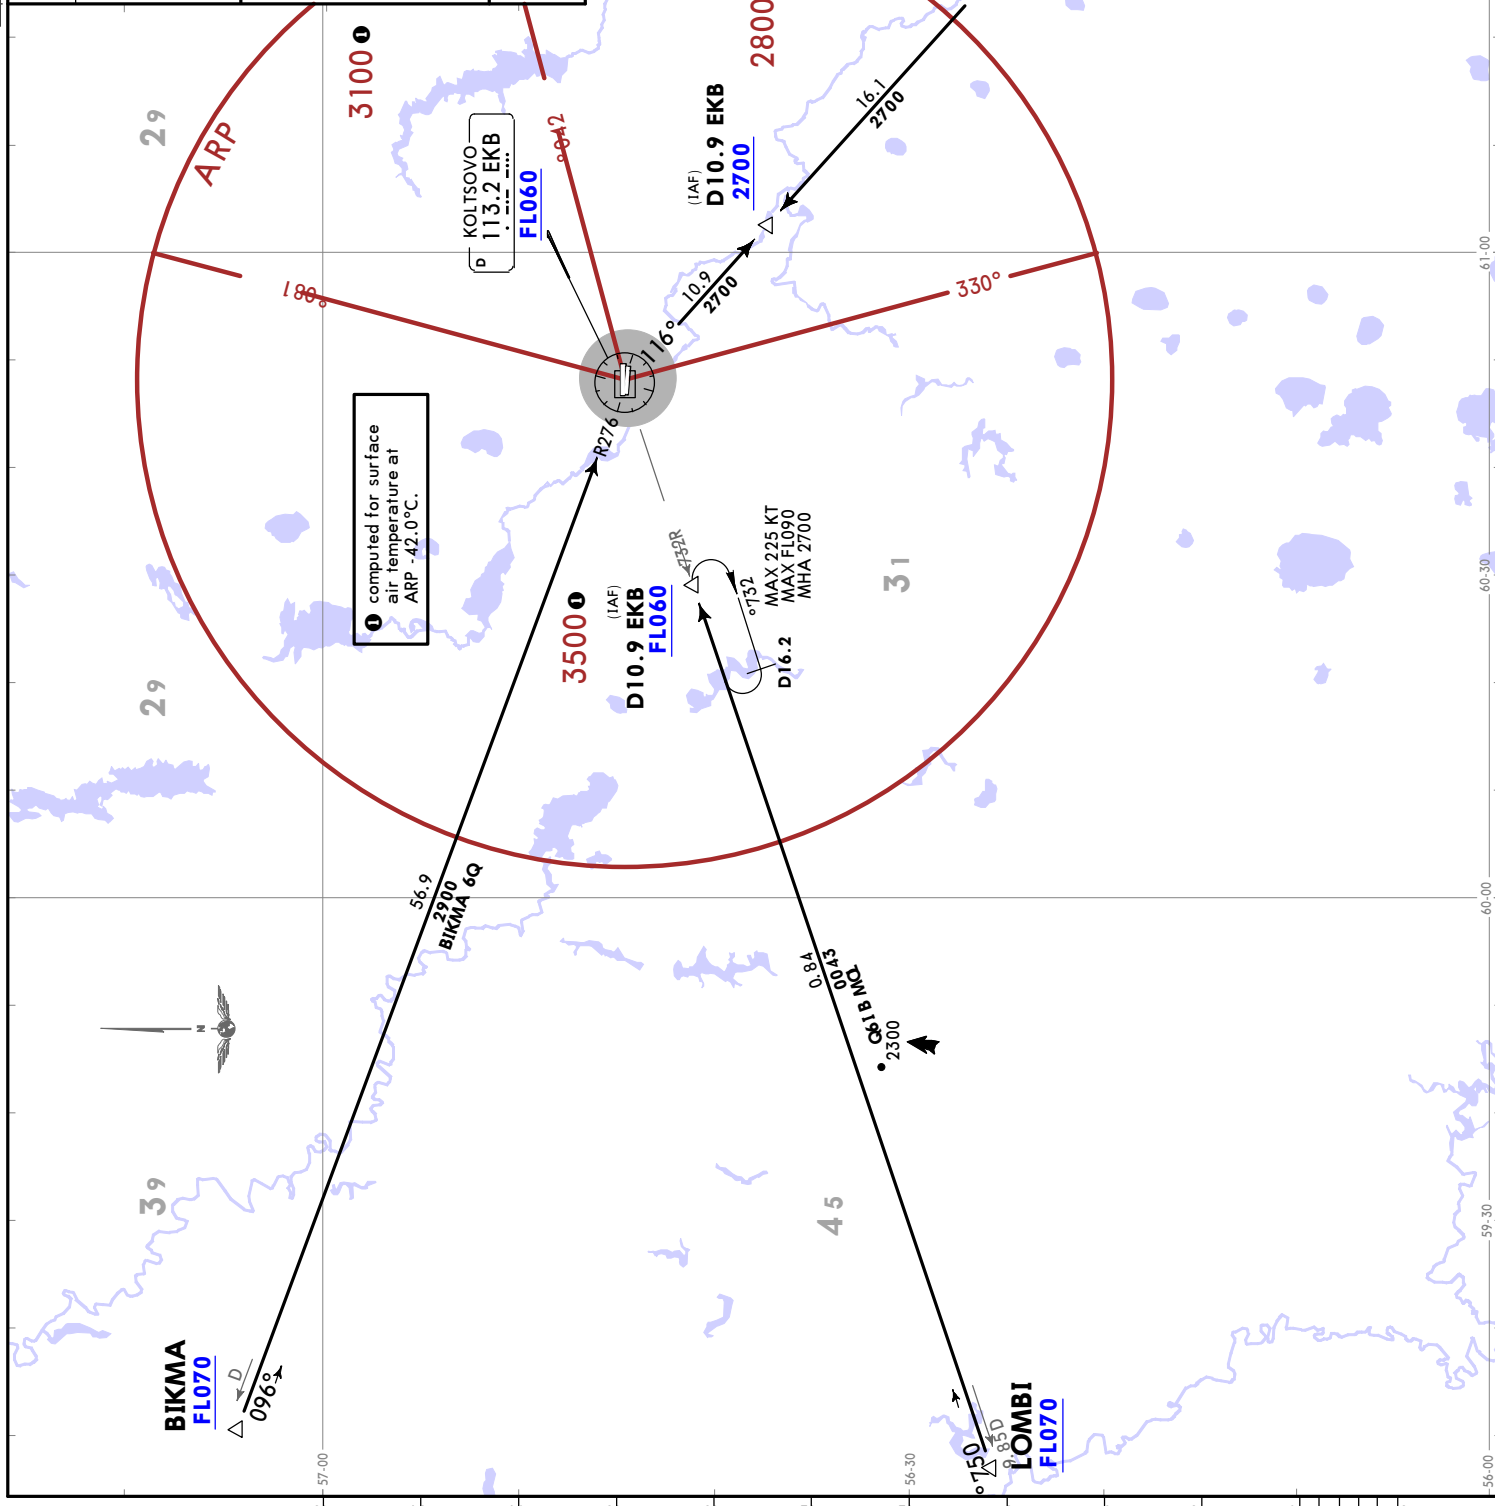 29
ARP
3100 ❶
2800
KOLTSOVO
D 113.2 EKB
FL060
042°
(IAF)
D10.9 EKB
2700
16.1
2700
180°
10.9
2700
116°
330°
61-00
❶ computed for surface
air temperature at
ARP -42.0°C.
R276
3500 ❶
(IAF)
D10.9 EKB
FL060
MAX 225 KT
MAX FL090
MHA 2700
D16.2
31
60-30
29
56.9
2900
BIKMA 6Q
60-00
N
2300
39
45
59-30
BIKMA
FL070
D
096°
57-00
56-30
LOMBI
FL070
56-00